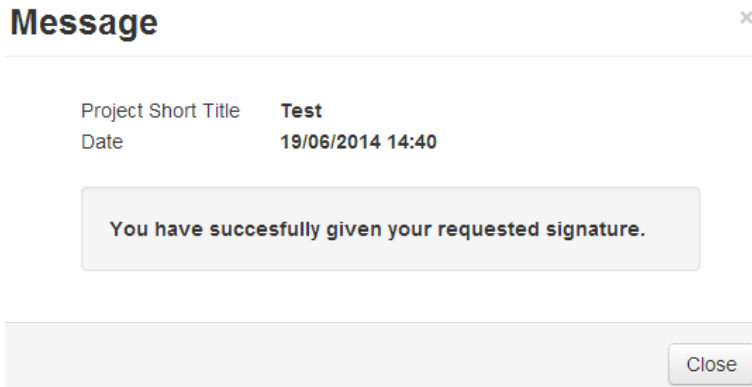 Message
×
Project Short Title Test
Date 19/06/2014 14:40
You have succesfully given your requested signature.
Close